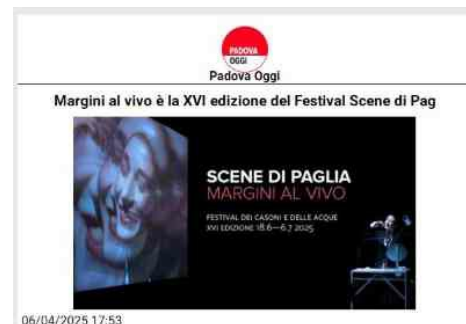 PADOVA
OGGI
Padova Oggi
Margini al vivo è la XVI edizione del Festival Scene di Pag
SCENE DI PAGLIA
MARGINI AL VIVO
FESTIVAL DEI CASONI E DELLE ACQUE
XVI EDIZIONE 18.6—6.7 2025
06/04/2025 17:53